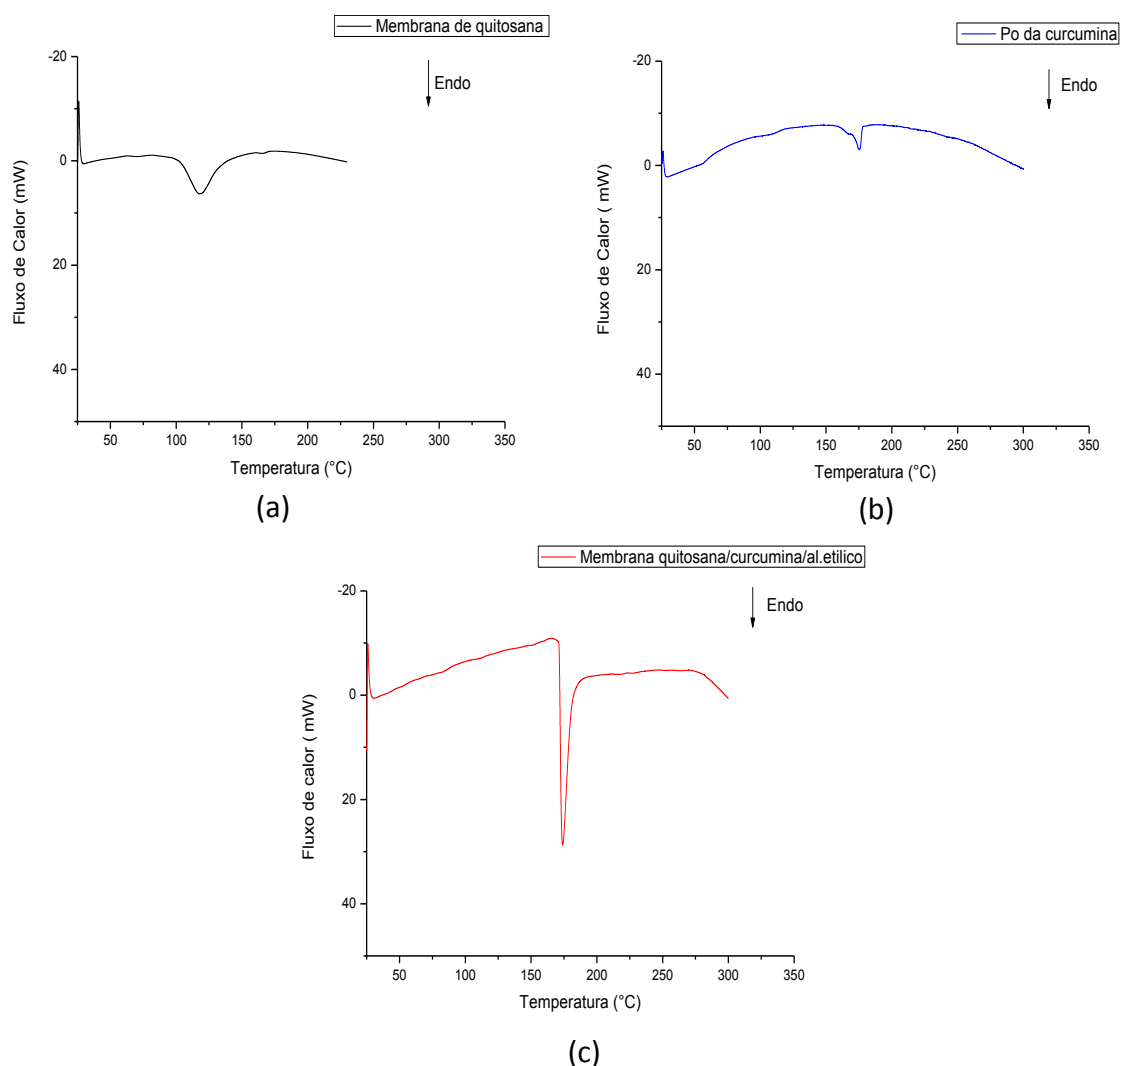 Membrana de quitosana
Endo
Fluxo de Calor (mW)
-20
0
20
40
50 100 150 200 250 300 350
Temperatura (°C)
(a)
Po da curcumina
Endo
Fluxo de Calor ( mW)
-20
0
20
40
50 100 150 200 250 300 350
Temperatura (°C)
(b)
Membrana quitosana/curcumina/al.etilico
Endo
Fluxo de calor ( mW)
-20
0
20
40
50 100 150 200 250 300 350
Temperatura (°C)
(c)